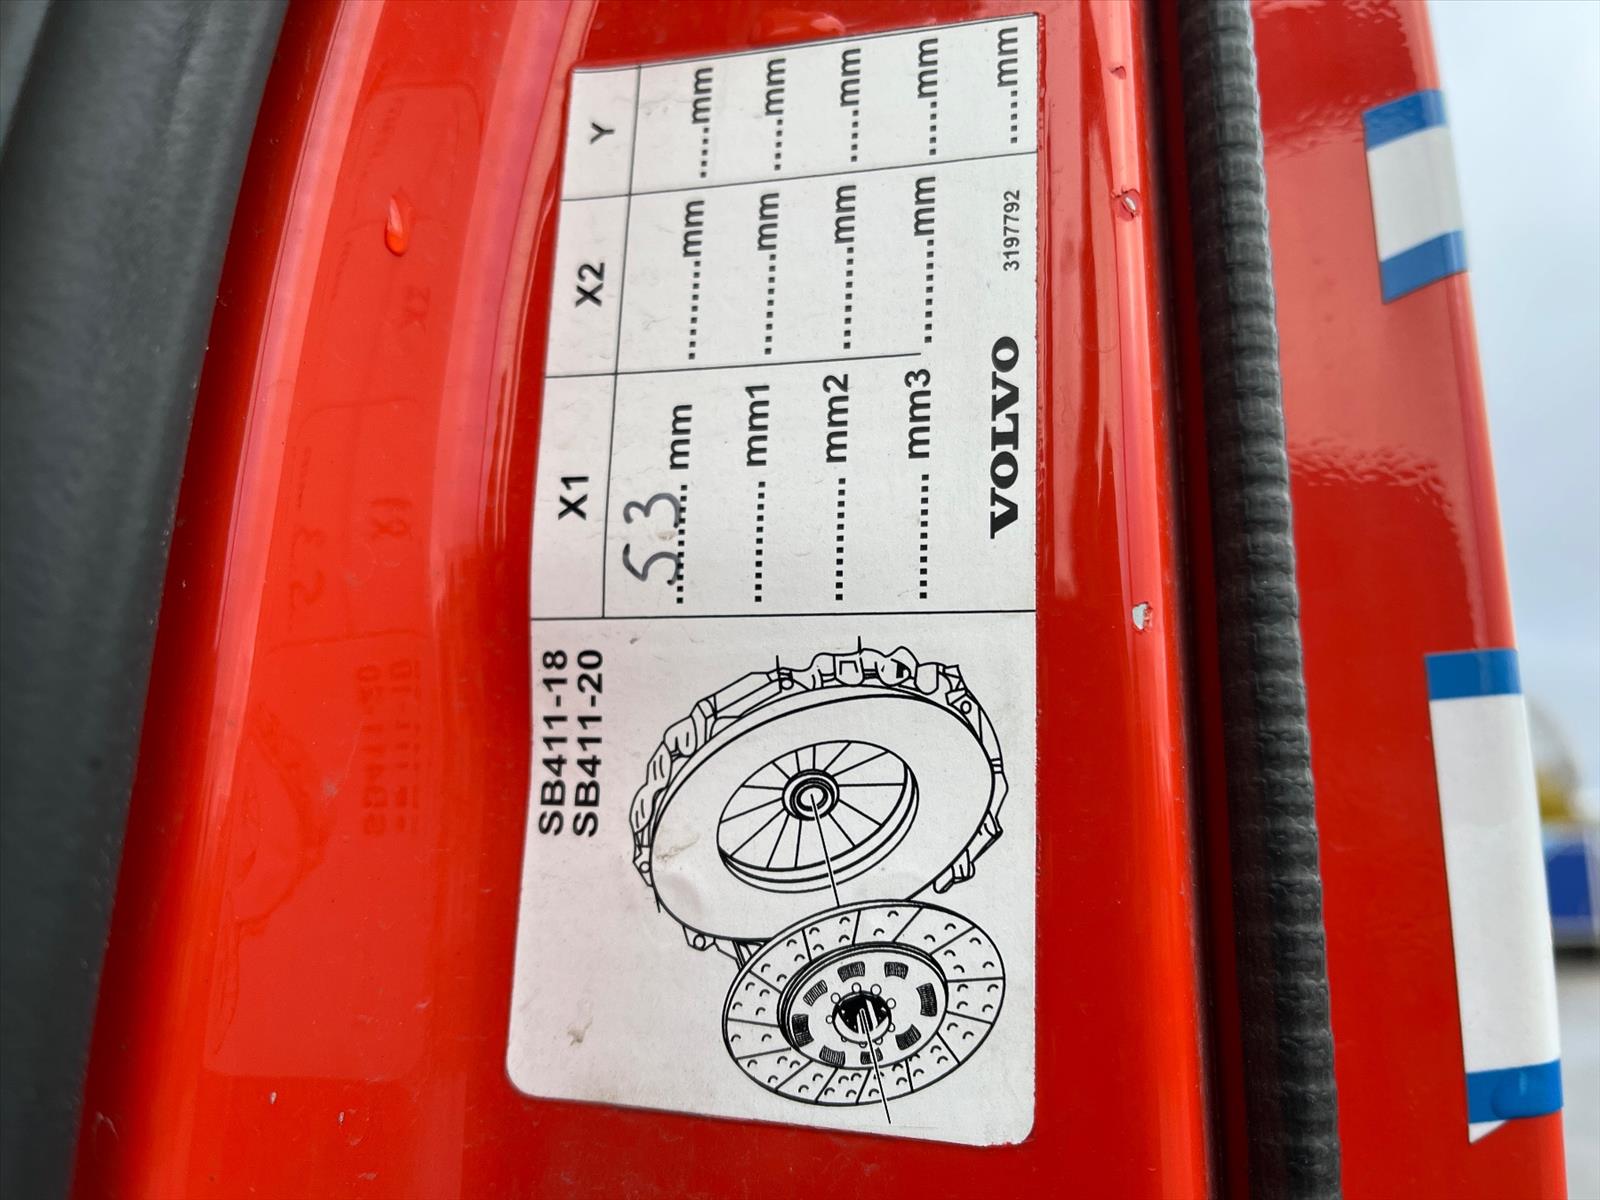 SB411-18
SB411-20
X1 X2 Y
53 .......... mm ..........mm ......mm
.......... mm1 ..........mm ......mm
.......... mm2 ..........mm ......mm
.......... mm3 ..........mm ......mm
VOLVO 3197792 ......mm